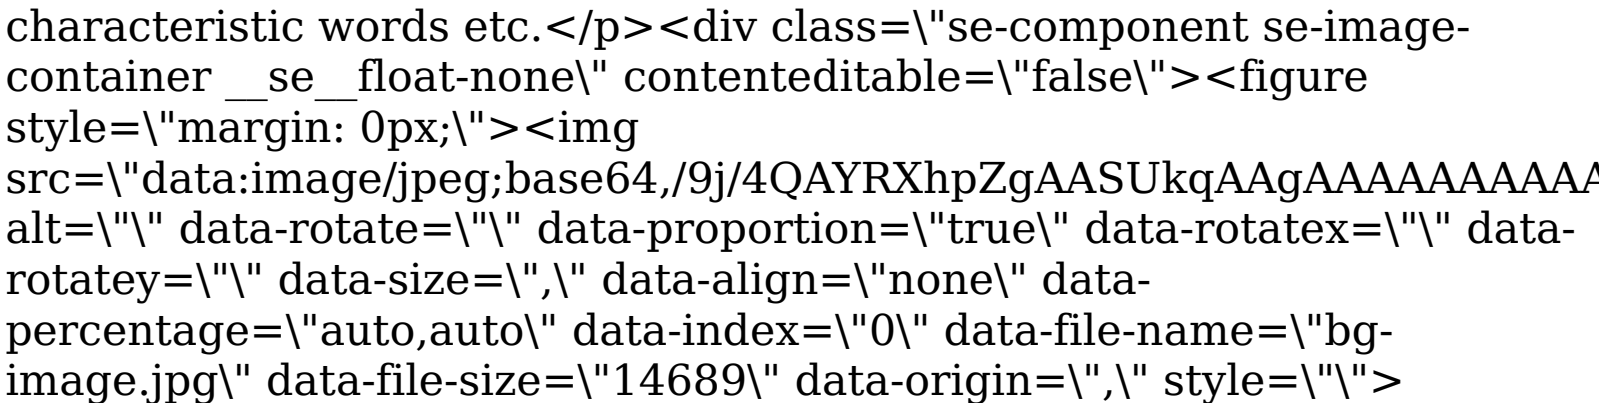 characteristic words etc.</p><div class=\"se-component se-image-
container __se__float-none\" contenteditable=\"false\"><figure
style=\"margin: 0px;\"><img
src=\"data:image/jpeg;base64,/9j/4QAYRXhpZgAASUkqAAgAAAAAAAAAAA
alt=\"\" data-rotate=\"\" data-proportion=\"true\" data-rotatex=\"\" data-
rotatey=\"\" data-size=\",\" data-align=\"none\" data-
percentage=\"auto,auto\" data-index=\"0\" data-file-name=\"bg-
image.jpg\" data-file-size=\"14689\" data-origin=\",\" style=\"\">